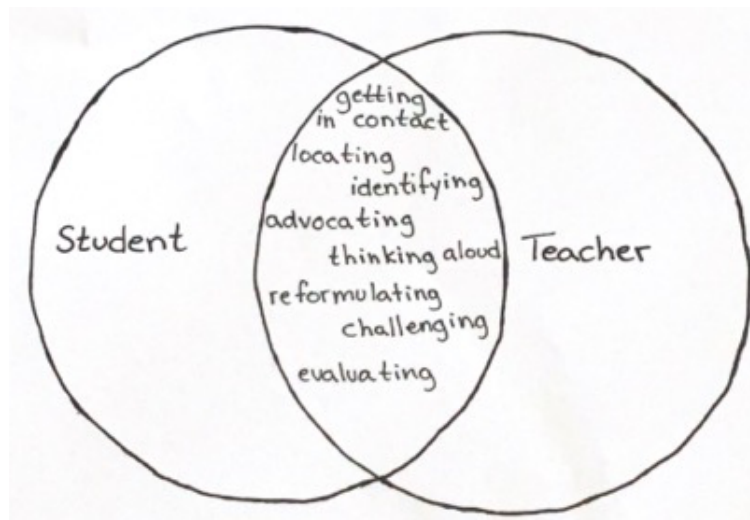 getting
in contact
locating
identifying
advocating
Student
thinking aloud
Teacher
reformulating
challenging
evaluating